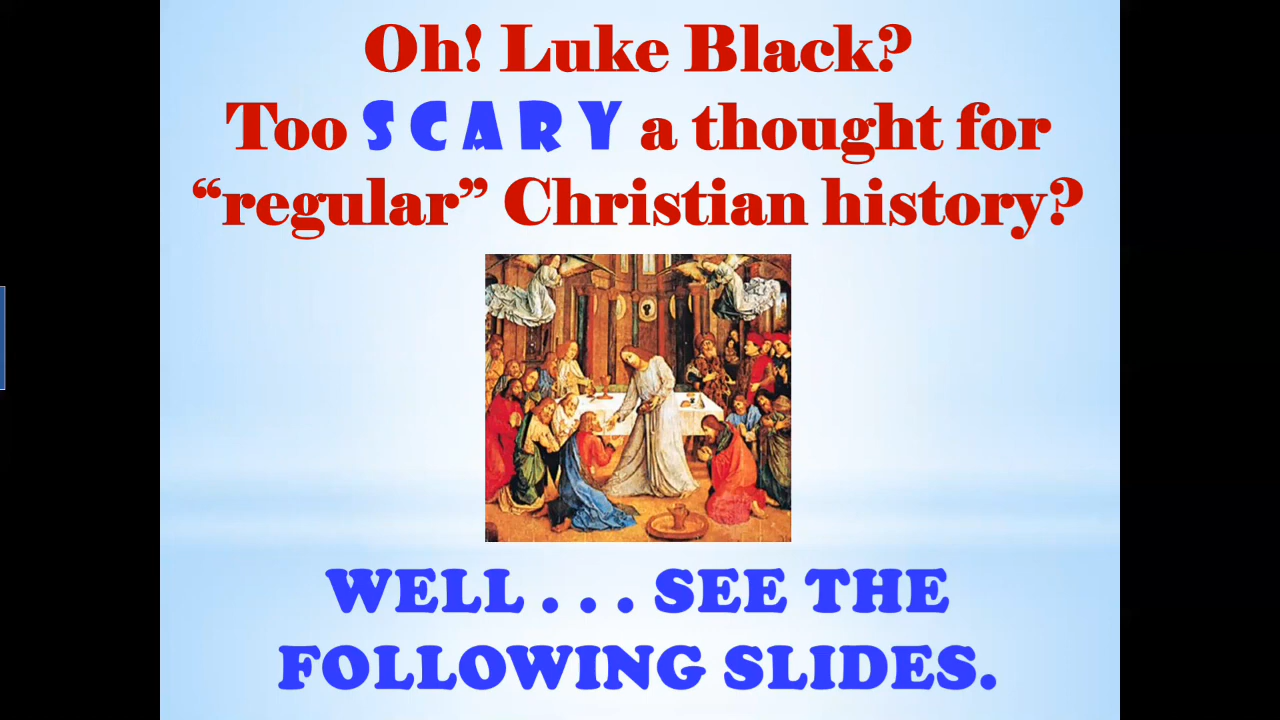 Oh! Luke Black?
Too SCARY a thought for
“regular” Christian history?
WELL . . . SEE THE
FOLLOWING SLIDES.